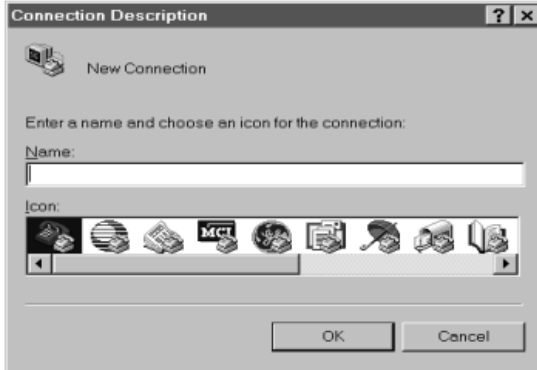 Connection Description
New Connection
Enter a name and choose an icon for the connection:
Name:
Icon:
MCI
OK
Cancel